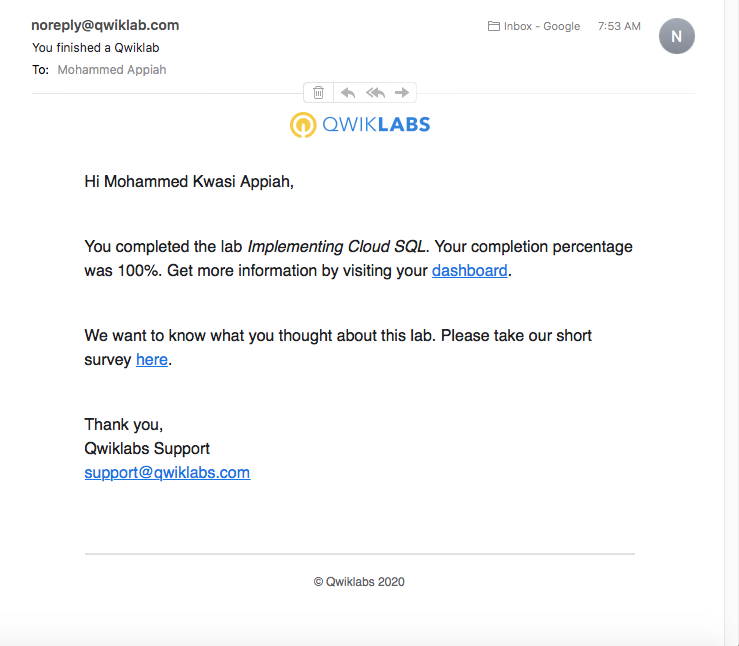 noreply@qwiklab.com
Inbox - Google 7:53 AM
N
You finished a Qwiklab
To: Mohammed Appiah
QWIKLABS
Hi Mohammed Kwasi Appiah,
You completed the lab Implementing Cloud SQL. Your completion percentage
was 100%. Get more information by visiting your dashboard.
We want to know what you thought about this lab. Please take our short
survey here.
Thank you,
Qwiklabs Support
support@qwiklabs.com
© Qwiklabs 2020